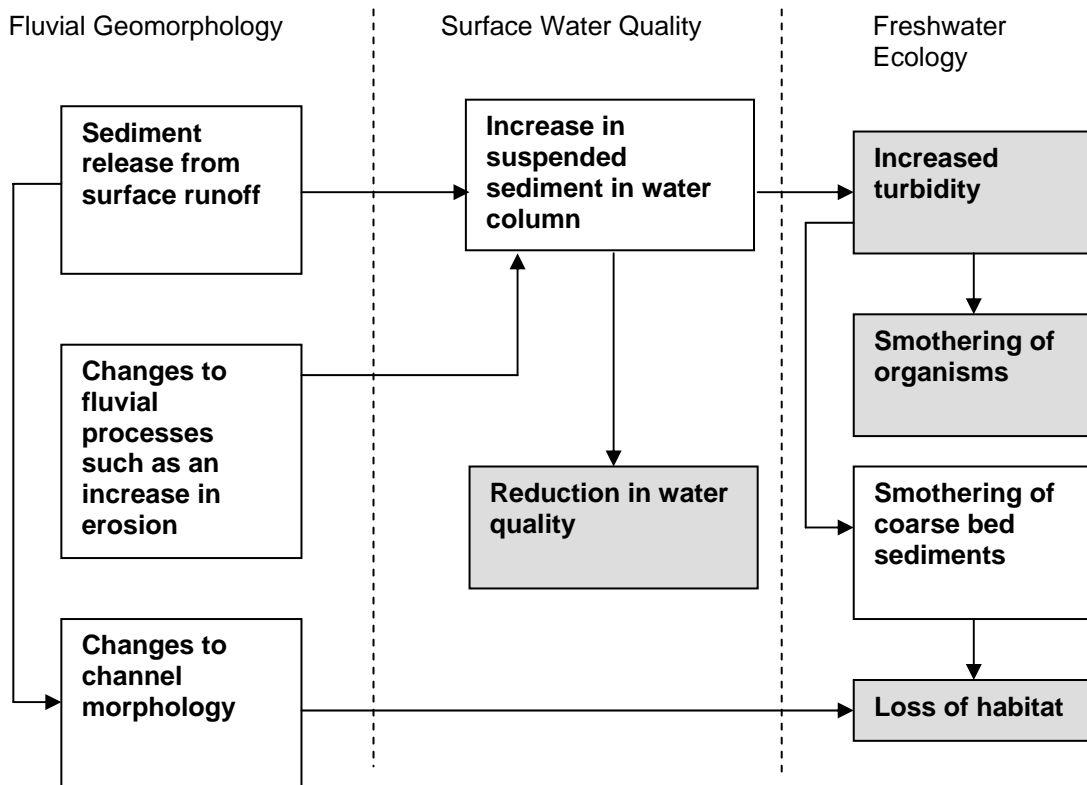 Fluvial Geomorphology
Surface Water Quality
Freshwater
Ecology
Sediment
release from
surface runoff
Increase in
suspended
sediment in water
column
Increased
turbidity
Smothering of
organisms
Changes to
fluvial
processes
such as an
increase in
erosion
Reduction in water
quality
Smothering of
coarse bed
sediments
Changes to
channel
morphology
Loss of habitat